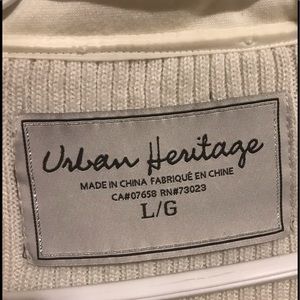 Urban Heritage
MADE IN CHINA FABRIQUÉ EN CHINE
CA#07658 RN#73023
L/G